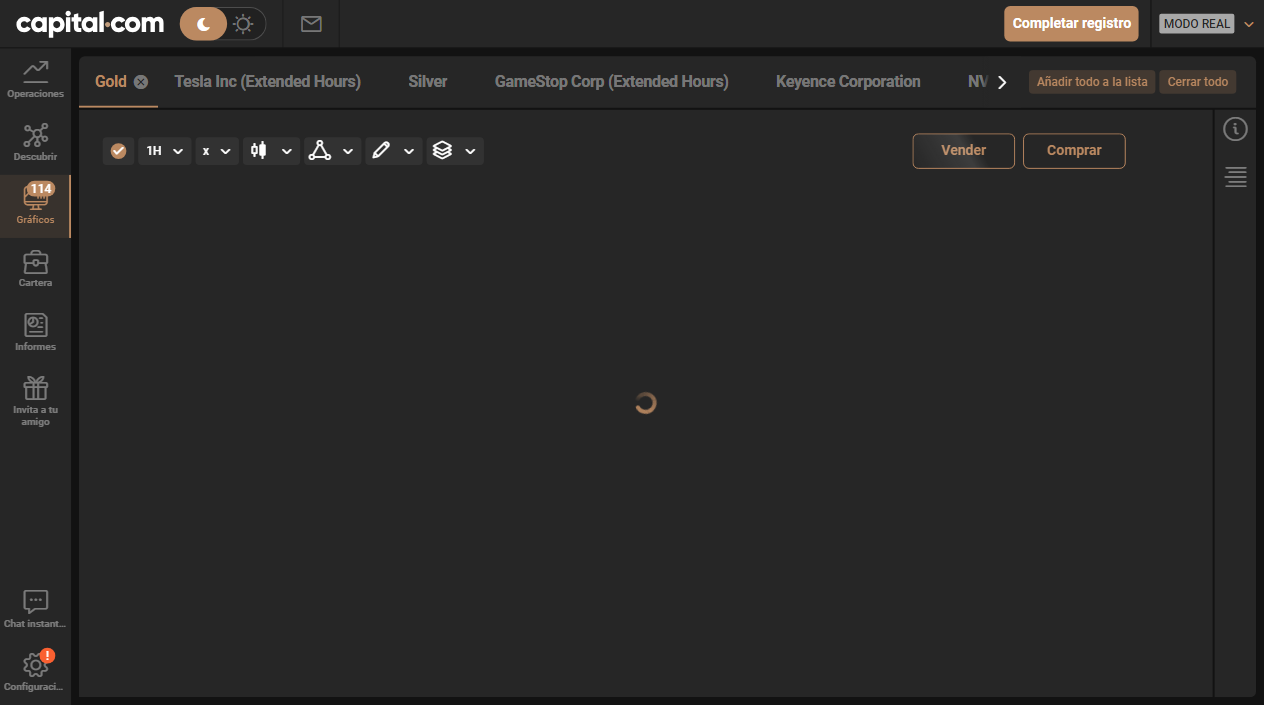 capital.com
Completar registro
MODO REAL
Operaciones
Descubrir
114
Gráficos
Cartera
Informes
Invita a tu
amigo
Chat instant...
!
Configuraci...
Gold
Tesla Inc (Extended Hours)
Silver
GameStop Corp (Extended Hours)
Keyence Corporation
NV
Añadir todo a la lista
Cerrar todo
1H
x
Vender
Comprar